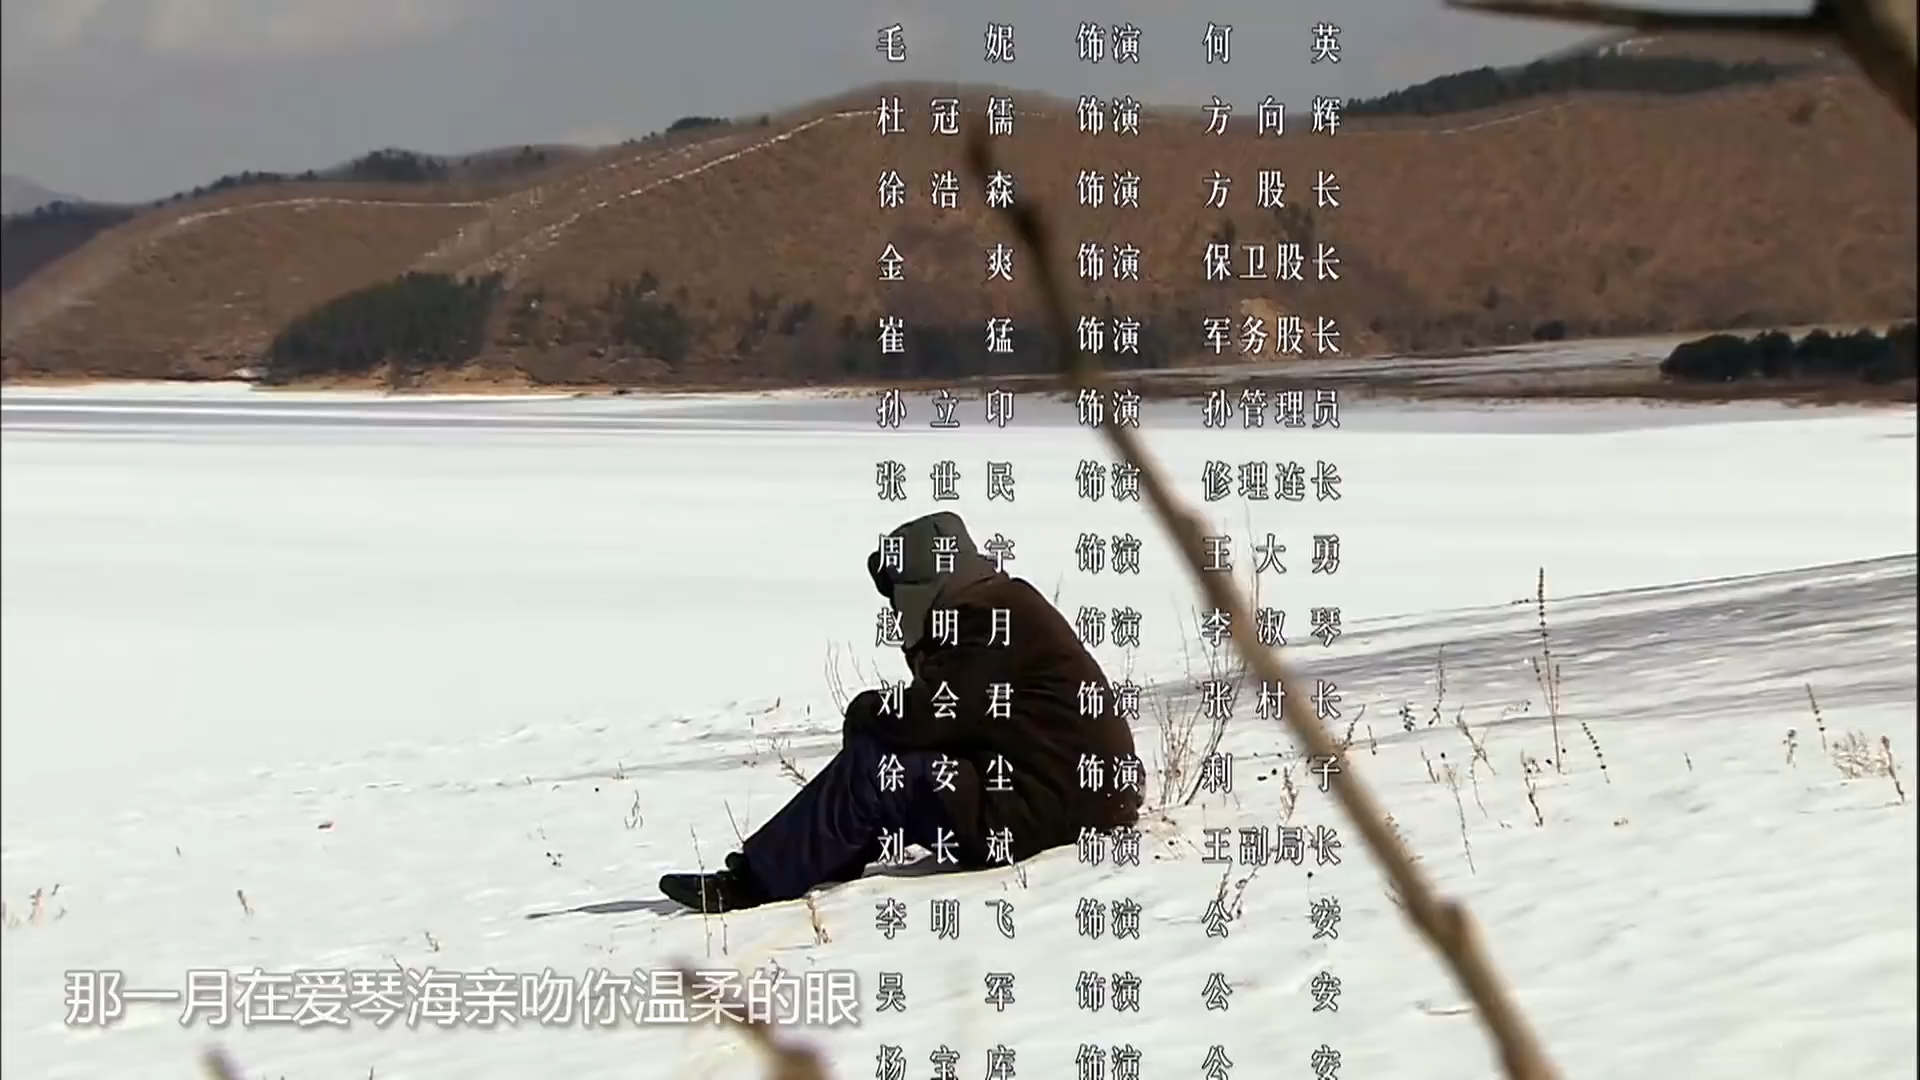 毛妮 饰演 何英
杜冠儒 饰演 方向辉
徐浩森 饰演 方股长
金爽 饰演 保卫股长
崔猛 饰演 军务股长
孙立印 饰演 孙管理员
张世民 饰演 修理连长
周晋宇 饰演 王大勇
赵明月 饰演 李淑琴
刘会君 饰演 张村长
徐安尘 饰演 剩子
刘长斌 饰演 王副局长
李明飞 饰演 公安
吴军 饰演 公安
杨宝库 饰演 公安
那一月在爱琴海亲吻你温柔的眼